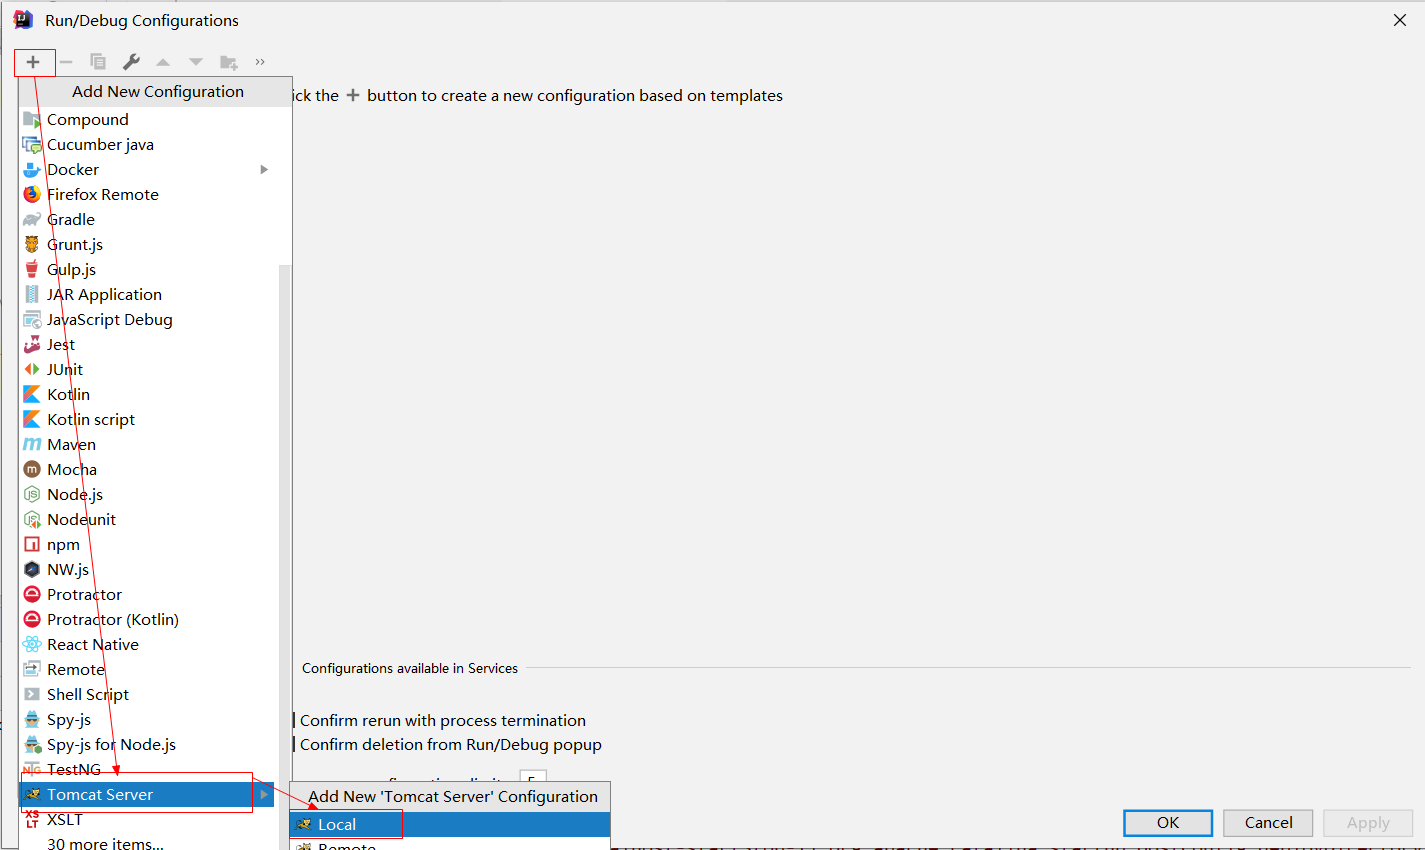 Run/Debug Configurations
Add New Configuration
ick the + button to create a new configuration based on templates
Compound
Cucumber java
Docker
Firefox Remote
Gradle
Grunt.js
Gulp.js
JAR Application
JavaScript Debug
Jest
JUnit
Kotlin
Kotlin script
Maven
Mocha
Node.js
Nodeunit
npm
NW.js
Protractor
Protractor (Kotlin)
React Native
Remote
Shell Script
Spy-js
Spy-js for Node.js
TestNG
Tomcat Server
XSLT
30 more items...
Configurations available in Services
Confirm rerun with process termination
Confirm deletion from Run/Debug popup
Add New 'Tomcat Server' Configuration
Local
Remote
OK
Cancel
Apply